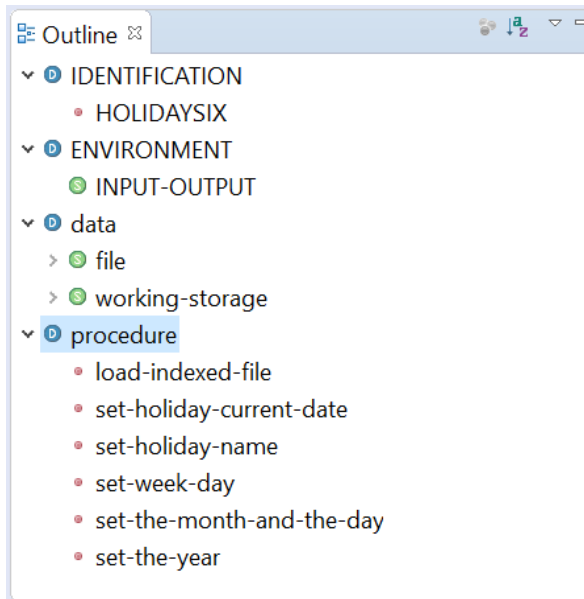 Outline
IDENTIFICATION
HOLIDAYSIX
ENVIRONMENT
INPUT-OUTPUT
data
file
working-storage
procedure
load-indexed-file
set-holiday-current-date
set-holiday-name
set-week-day
set-the-month-and-the-day
set-the-year